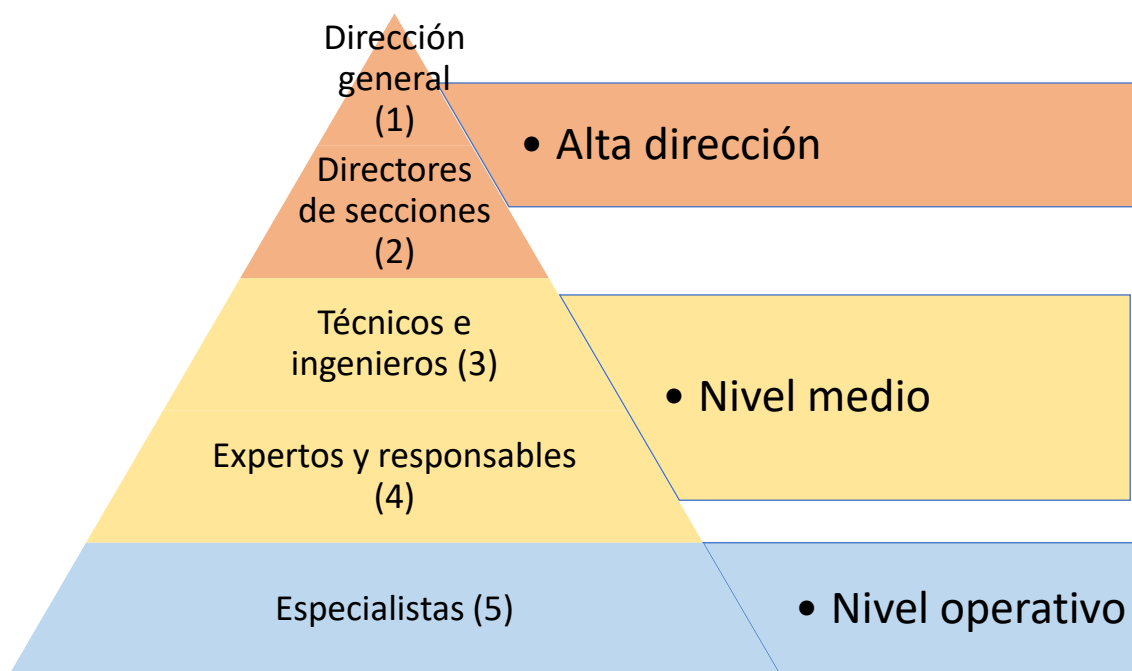 Dirección
general
(1)
• Alta dirección
Directores
de secciones
(2)
Técnicos e
ingenieros (3)
• Nivel medio
Expertos y responsables
(4)
Especialistas (5)
• Nivel operativo